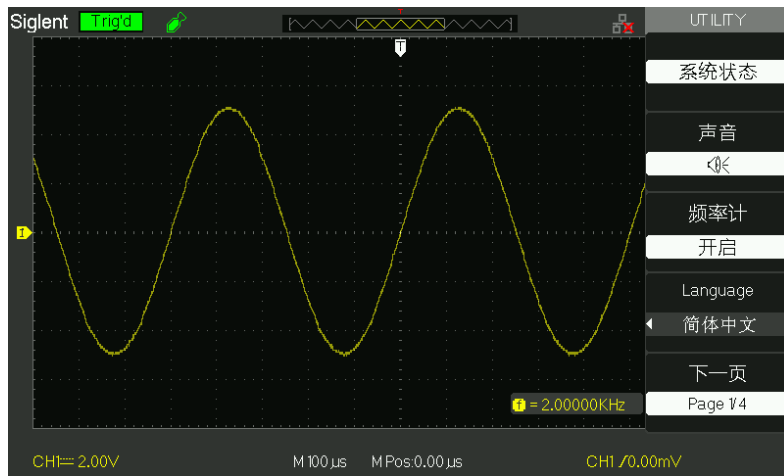 Siglent Trig'd T UTILITY
系统状态
声音
频率计
开启
Language
简体中文
下一页
Page 1/4
1
f = 2.00000KHz
CH1 2.00V M 100μs M Pos:0.00μs CH1 /0.00mV